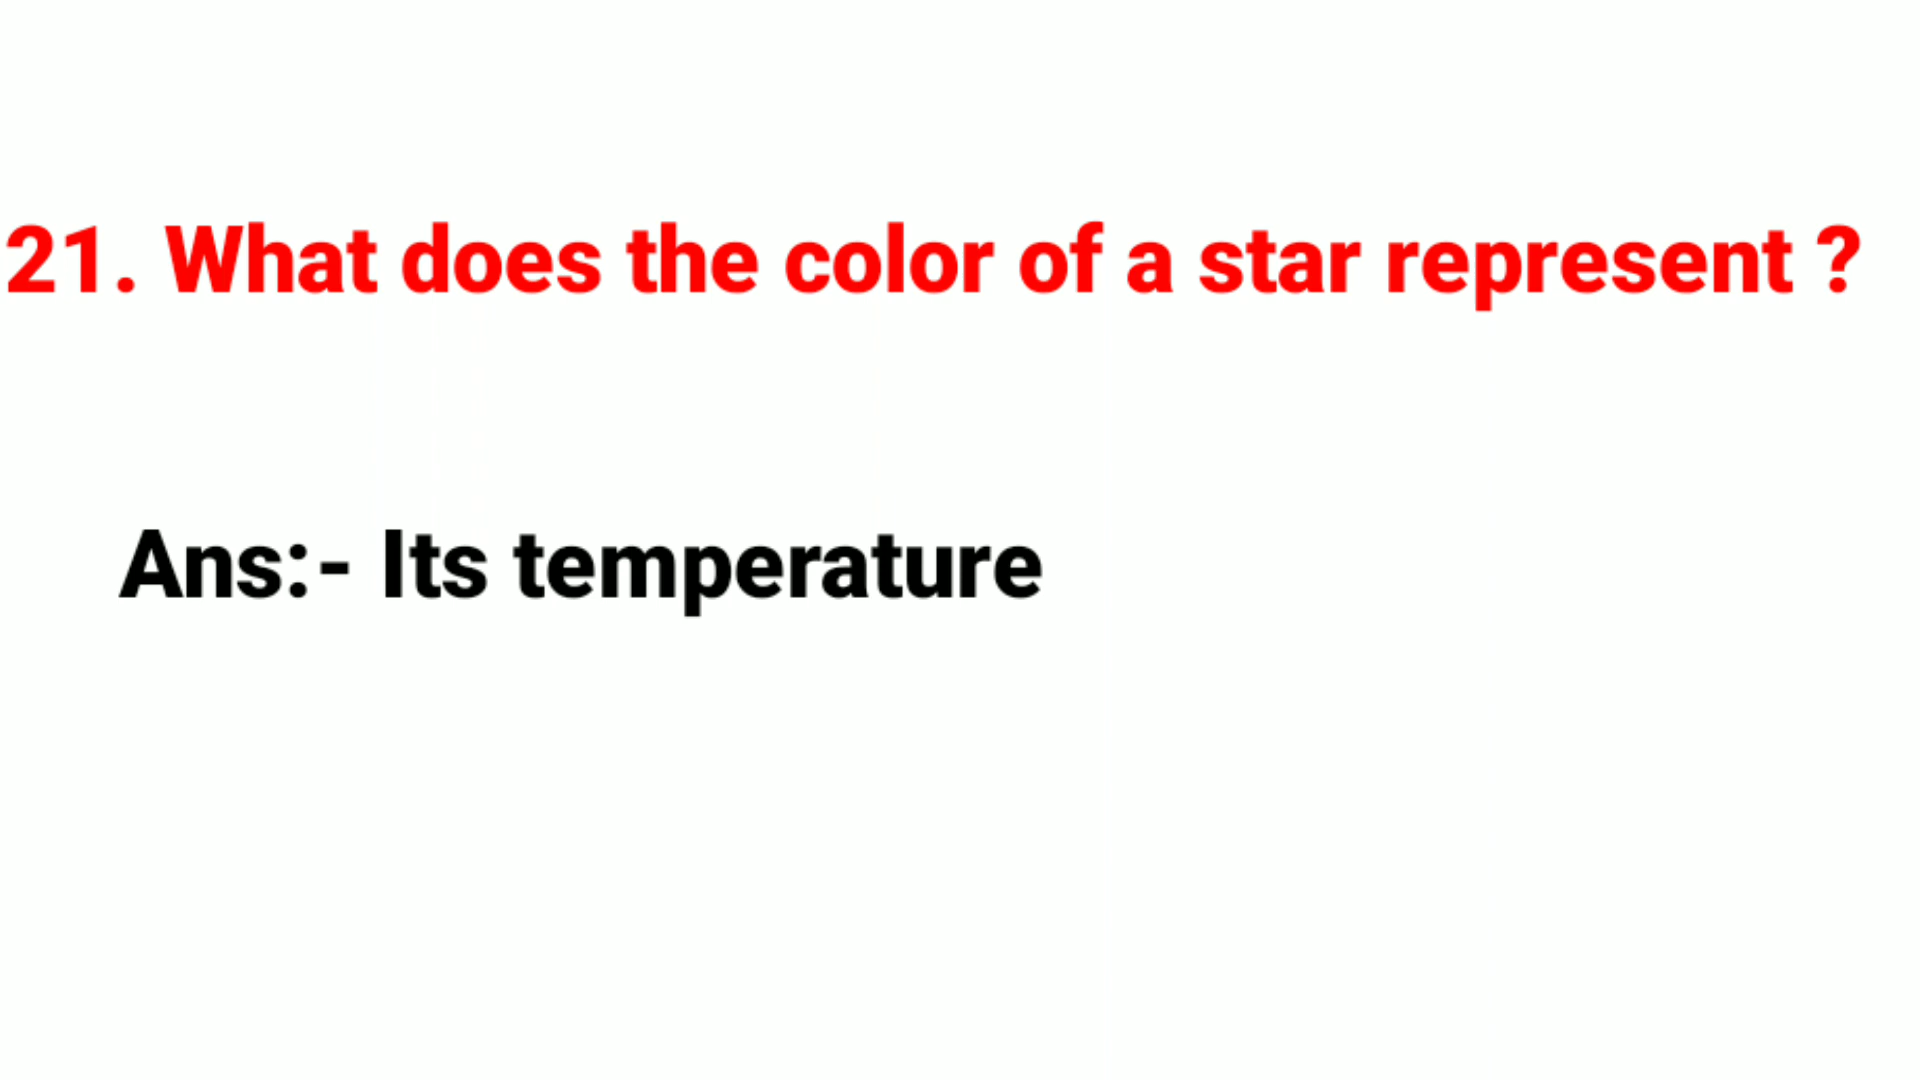 21. What does the color of a star represent ?
Ans:- Its temperature